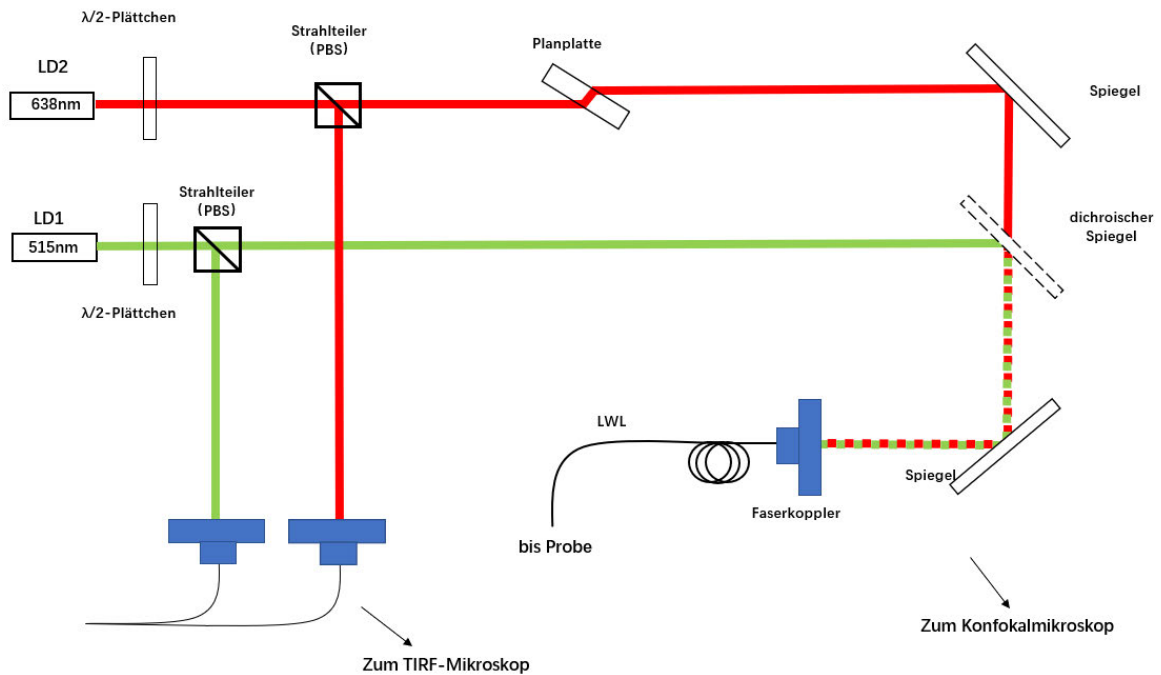 λ/2-Plättchen
Strahlteiler
(PBS)
Planplatte
LD2
638nm
Spiegel
Strahlteiler
(PBS)
LD1
515nm
dichroischer
Spiegel
λ/2-Plättchen
LWL
Spiegel
Faserkoppler
bis Probe
Zum Konfokalmikroskop
Zum TIRF-Mikroskop